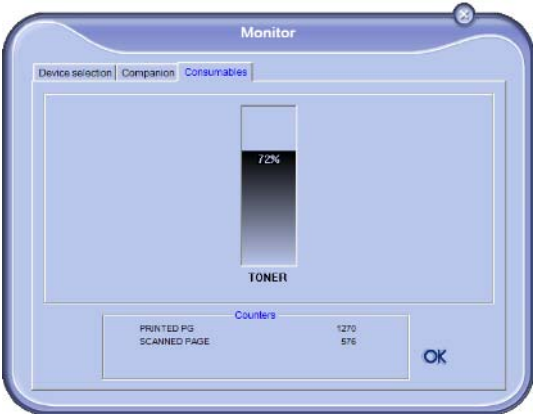 Monitor
Device selection Companion Consumables
72%
TONER
Counters
PRINTED PG 1270
SCANNED PAGE 576
OK